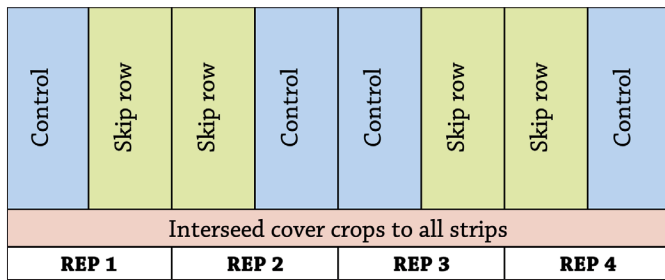 Control
Skip row
Skip row
Control
Control
Skip row
Skip row
Control
Interseed cover crops to all strips
REP 1
REP 2
REP 3
REP 4